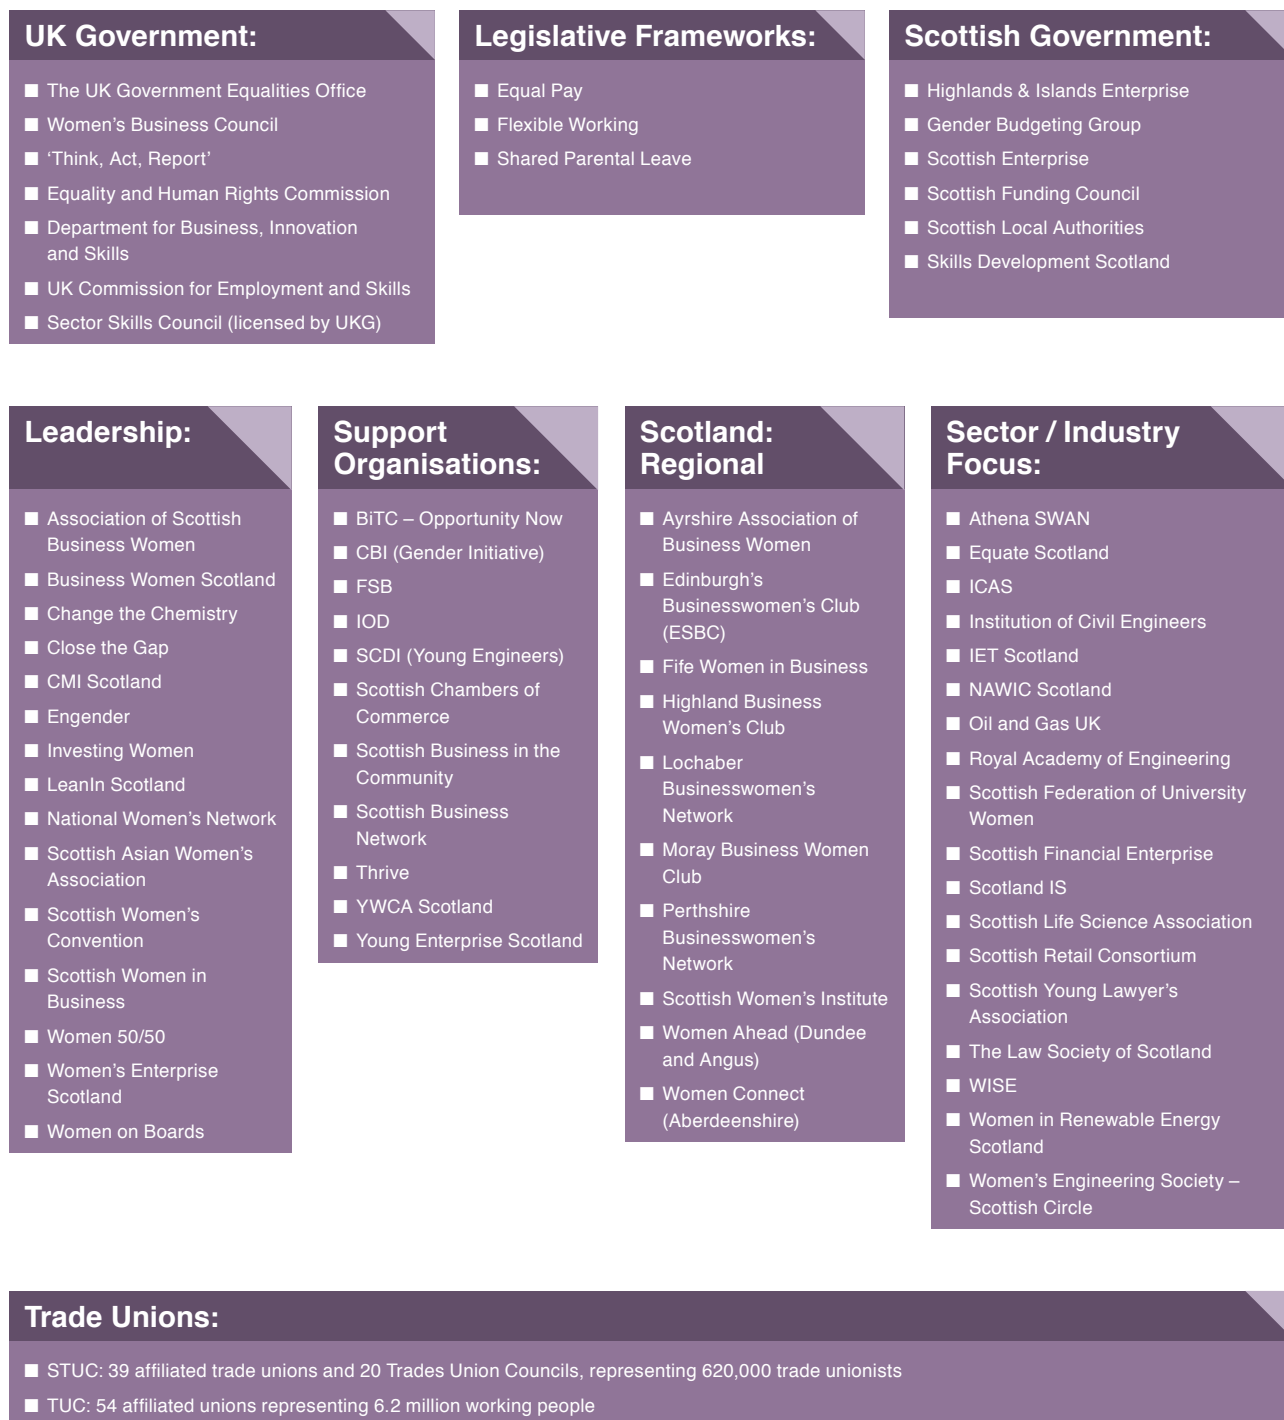 UK Government:
■ The UK Government Equalities Office
■ Women’s Business Council
■ ‘Think, Act, Report’
■ Equality and Human Rights Commission
■ Department for Business, Innovation
and Skills
■ UK Commission for Employment and Skills
■ Sector Skills Council (licensed by UKG)
Legislative Frameworks:
■ Equal Pay
■ Flexible Working
■ Shared Parental Leave
Scottish Government:
■ Highlands & Islands Enterprise
■ Gender Budgeting Group
■ Scottish Enterprise
■ Scottish Funding Council
■ Scottish Local Authorities
■ Skills Development Scotland
Leadership:
■ Association of Scottish
Business Women
■ Business Women Scotland
■ Change the Chemistry
■ Close the Gap
■ CMI Scotland
■ Engender
■ Investing Women
■ LeanIn Scotland
■ National Women’s Network
■ Scottish Asian Women’s
Association
■ Scottish Women’s
Convention
■ Scottish Women in
Business
■ Women 50/50
■ Women’s Enterprise
Scotland
■ Women on Boards
Support
Organisations:
■ BiTC – Opportunity Now
■ CBI (Gender Initiative)
■ FSB
■ IOD
■ SCDI (Young Engineers)
■ Scottish Chambers of
Commerce
■ Scottish Business in the
Community
■ Scottish Business
Network
■ Thrive
■ YWCA Scotland
■ Young Enterprise Scotland
Scotland:
Regional
■ Ayrshire Association of
Business Women
■ Edinburgh’s
Businesswomen’s Club
(ESBC)
■ Fife Women in Business
■ Highland Business
Women’s Club
■ Lochaber
Businesswomen’s
Network
■ Moray Business Women
Club
■ Perthshire
Businesswomen’s
Network
■ Scottish Women’s Institute
■ Women Ahead (Dundee
and Angus)
■ Women Connect
(Aberdeenshire)
Sector / Industry
Focus:
■ Athena SWAN
■ Equate Scotland
■ ICAS
■ Institution of Civil Engineers
■ IET Scotland
■ NAWIC Scotland
■ Oil and Gas UK
■ Royal Academy of Engineering
■ Scottish Federation of University
Women
■ Scottish Financial Enterprise
■ Scotland IS
■ Scottish Life Science Association
■ Scottish Retail Consortium
■ Scottish Young Lawyer’s
Association
■ The Law Society of Scotland
■ WISE
■ Women in Renewable Energy
Scotland
■ Women’s Engineering Society –
Scottish Circle
Trade Unions:
■ STUC: 39 affiliated trade unions and 20 Trades Union Councils, representing 620,000 trade unionists
■ TUC: 54 affiliated unions representing 6.2 million working people